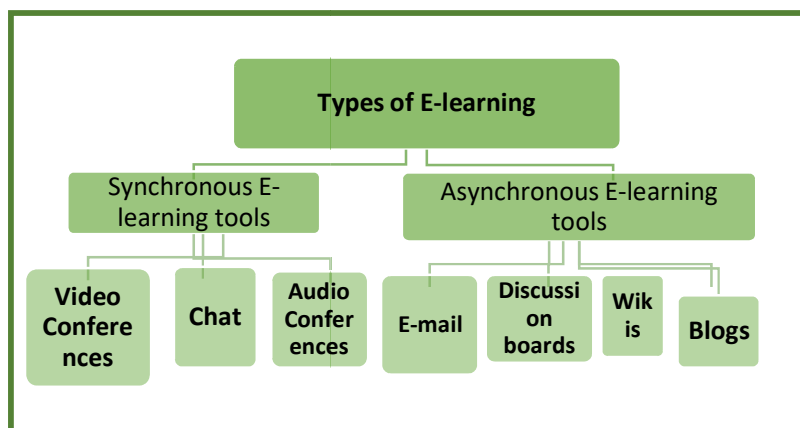 Types of E-learning
Synchronous E-
learning tools
Asynchronous E-learning
tools
Video
Confere
nces
Chat
Audio
Confer
ences
E-mail
Discussi
on
boards
Wik
is
Blogs